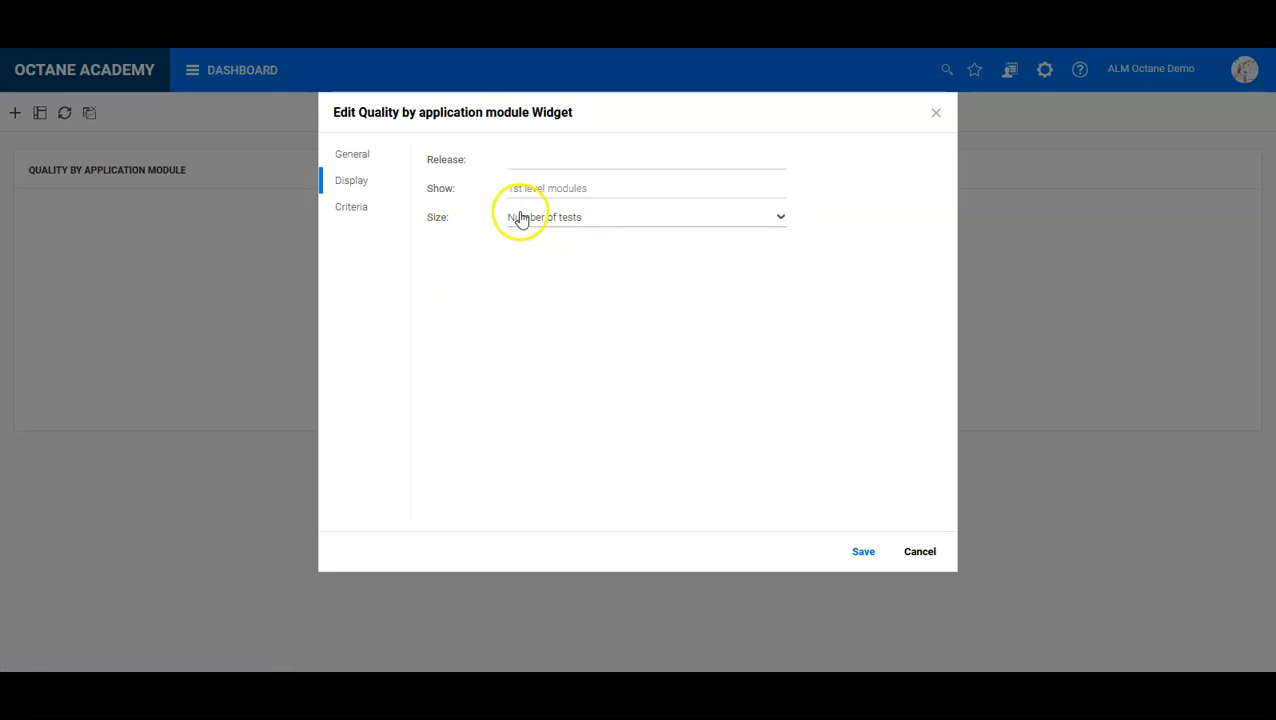 OCTANE ACADEMY
DASHBOARD
ALM Octane Demo
Edit Quality by application module Widget
QUALITY BY APPLICATION MODULE
General
Display
Criteria
Release:
Show: 1st level modules
Size: Number of tests
Save
Cancel